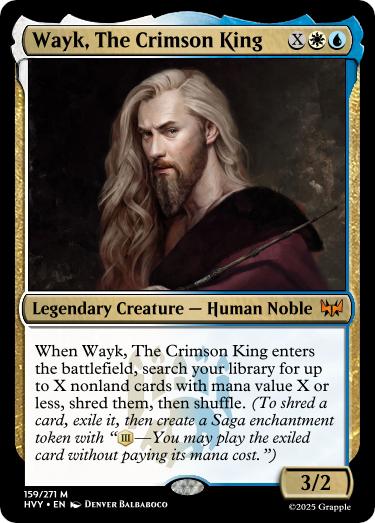 Wayk, The Crimson King X
Legendary Creature — Human Noble
When Wayk, The Crimson King enters
the battlefield, search your library for up
to X nonland cards with mana value X or
less, shred them, then shuffle. (To shred a
card, exile it, then create a Saga enchantment
token with “III—You may play the exiled
card without paying its mana cost.”)
3/2
159/271 M
HVY • EN Denver Balbaboco
©2025 Grapple